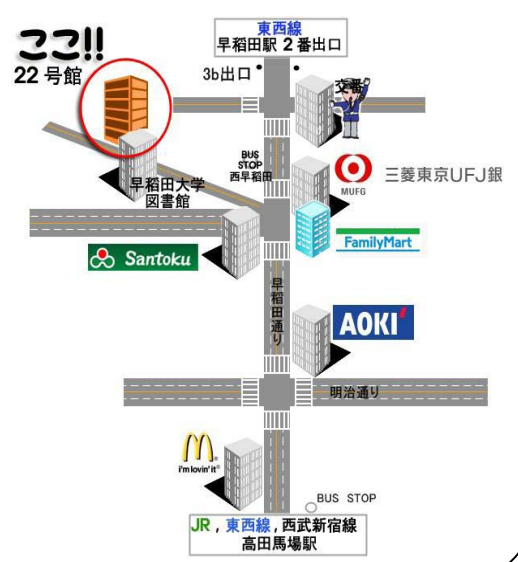 東西線
早稲田駅 2番出口
ここ!!
22号館
3b出口
交番
BUS
STOP
西早稲田
MUFG
三菱東京UFJ銀
早稲田大学
図書館
Santoku
FamilyMart
早稲田通り
AOKI'
明治通り
i'm lovin' it®
BUS STOP
JR , 東西線 , 西武新宿線
高田馬場駅